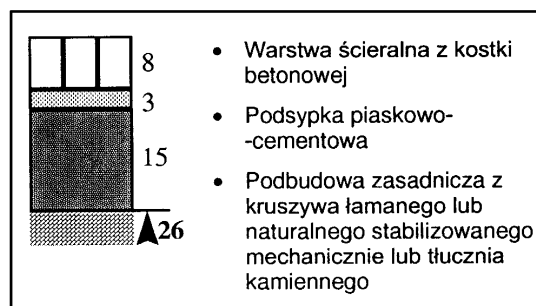 8
3
15
26
• Warstwa ścieralna z kostki
betonowej
• Podsypka piaskowo-
-cementowa
• Podbudowa zasadnicza z
kruszywa łamanego lub
naturalnego stabilizowanego
mechanicznie lub tłucznia
kamiennego